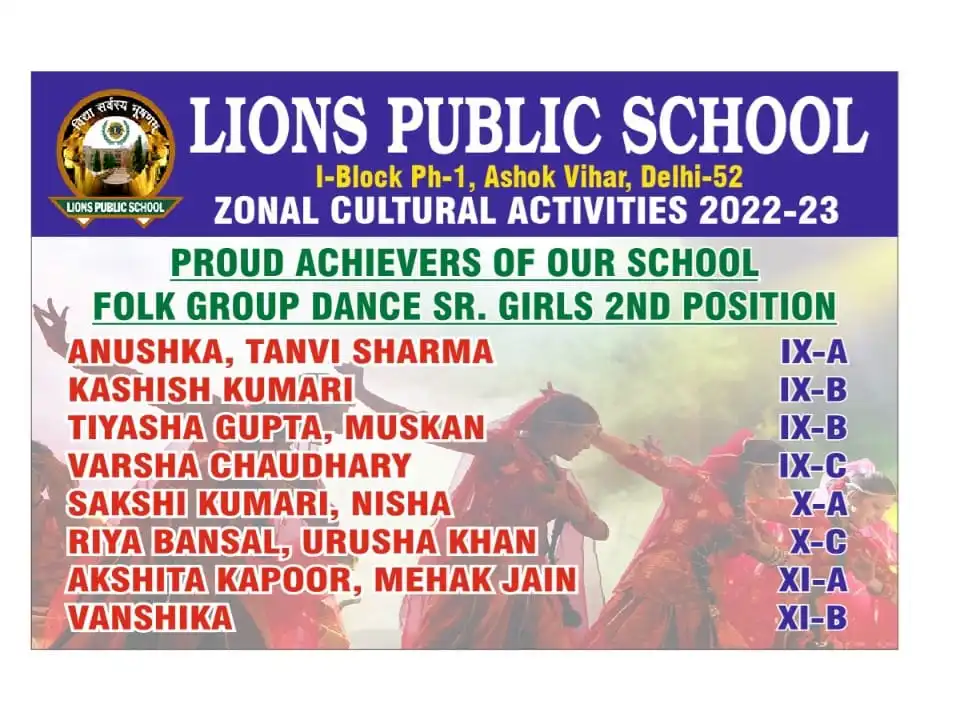 विद्या सर्वस्य भूषणम्
LIONS PUBLIC SCHOOL
LIONS PUBLIC SCHOOL
I-Block Ph-1, Ashok Vihar, Delhi-52
ZONAL CULTURAL ACTIVITIES 2022-23
PROUD ACHIEVERS OF OUR SCHOOL
FOLK GROUP DANCE SR. GIRLS 2ND POSITION
ANUSHKA, TANVI SHARMA IX-A
KASHISH KUMARI IX-B
TIYASHA GUPTA, MUSKAN IX-B
VARSHA CHAUDHARY IX-C
SAKSHI KUMARI, NISHA X-A
RIYA BANSAL, URUSHA KHAN X-C
AKSHITA KAPOOR, MEHAK JAIN XI-A
VANSHIKA XI-B